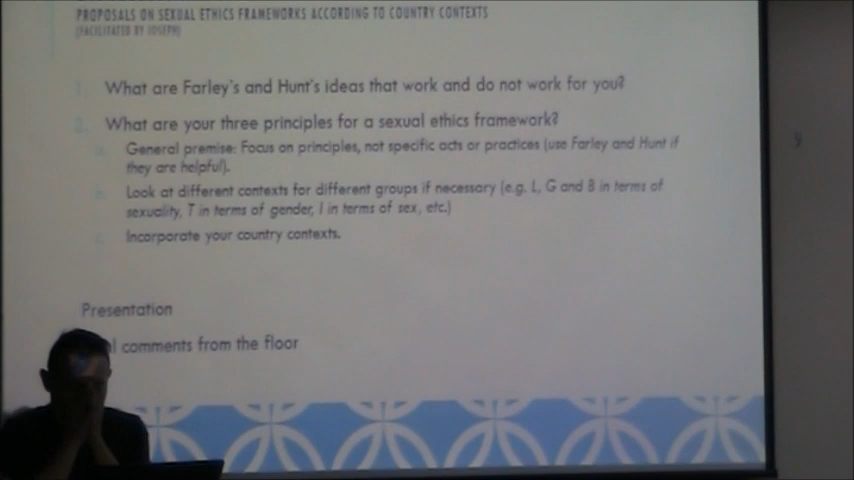 PROPOSALS ON SEXUAL ETHICS FRAMEWORKS ACCORDING TO COUNTRY CONTEXTS
(FACILITATED BY JOSEPH)
1. What are Farley's and Hunt's ideas that work and do not work for you?
2. What are your three principles for a sexual ethics framework?
a. General premise: Focus on principles, not specific acts or practices (use Farley and Hunt if
they are helpful).
b. Look at different contexts for different groups if necessary (e.g. L, G and B in terms of
sexuality, T in terms of gender, I in terms of sex, etc.)
c. Incorporate your country contexts.
Presentation
comments from the floor